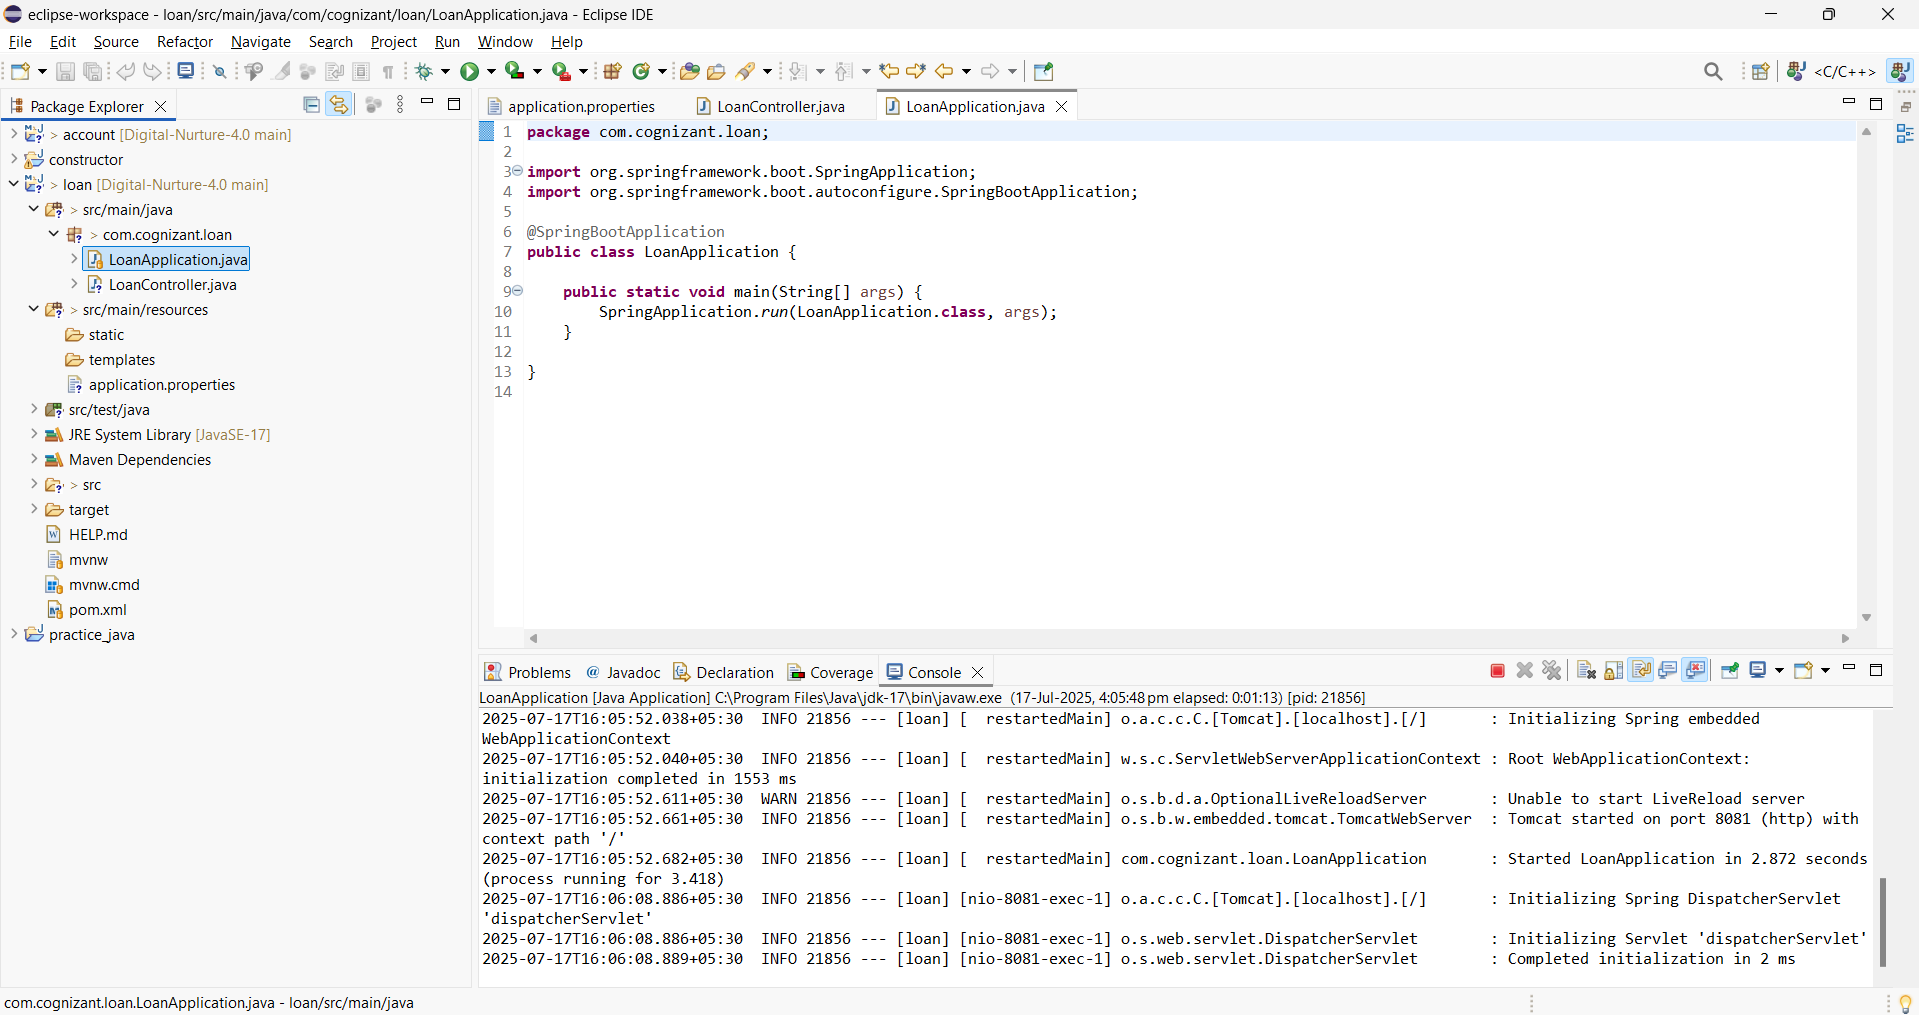 eclipse-workspace - loan/src/main/java/com/cognizant/loan/LoanApplication.java - Eclipse IDE
File Edit Source Refactor Navigate Search Project Run Window Help
<C/C++>
Package Explorer
> account [Digital-Nurture-4.0 main]
constructor
> loan [Digital-Nurture-4.0 main]
> src/main/java
> com.cognizant.loan
LoanApplication.java
LoanController.java
> src/main/resources
static
templates
application.properties
src/test/java
JRE System Library [JavaSE-17]
Maven Dependencies
> src
target
HELP.md
mvnw
mvnw.cmd
pom.xml
practice_java
application.properties LoanController.java LoanApplication.java
1 package com.cognizant.loan;
2
3 import org.springframework.boot.SpringApplication;
4 import org.springframework.boot.autoconfigure.SpringBootApplication;
5
6 @SpringBootApplication
7 public class LoanApplication {
8
9 public static void main(String[] args) {
10 SpringApplication.run(LoanApplication.class, args);
11 }
12
13 }
14
Problems @ Javadoc Declaration Coverage Console
LoanApplication [Java Application] C:\Program Files\Java\jdk-17\bin\javaw.exe (17-Jul-2025, 4:05:48 pm elapsed: 0:01:13) [pid: 21856]
2025-07-17T16:05:52.038+05:30 INFO 21856 --- [loan] [ restartedMain] o.a.c.c.C.[Tomcat].[localhost].[/] : Initializing Spring embedded
WebApplicationContext
2025-07-17T16:05:52.040+05:30 INFO 21856 --- [loan] [ restartedMain] w.s.c.ServletWebServerApplicationContext : Root WebApplicationContext:
initialization completed in 1553 ms
2025-07-17T16:05:52.611+05:30 WARN 21856 --- [loan] [ restartedMain] o.s.b.d.a.OptionalLiveReloadServer : Unable to start LiveReload server
2025-07-17T16:05:52.661+05:30 INFO 21856 --- [loan] [ restartedMain] o.s.b.w.embedded.tomcat.TomcatWebServer : Tomcat started on port 8081 (http) with
context path '/'
2025-07-17T16:05:52.682+05:30 INFO 21856 --- [loan] [ restartedMain] com.cognizant.loan.LoanApplication : Started LoanApplication in 2.872 seconds
(process running for 3.418)
2025-07-17T16:06:08.886+05:30 INFO 21856 --- [loan] [nio-8081-exec-1] o.a.c.c.C.[Tomcat].[localhost].[/] : Initializing Spring DispatcherServlet
'dispatcherServlet'
2025-07-17T16:06:08.886+05:30 INFO 21856 --- [loan] [nio-8081-exec-1] o.s.web.servlet.DispatcherServlet : Initializing Servlet 'dispatcherServlet'
2025-07-17T16:06:08.889+05:30 INFO 21856 --- [loan] [nio-8081-exec-1] o.s.web.servlet.DispatcherServlet : Completed initialization in 2 ms
com.cognizant.loan.LoanApplication.java - loan/src/main/java